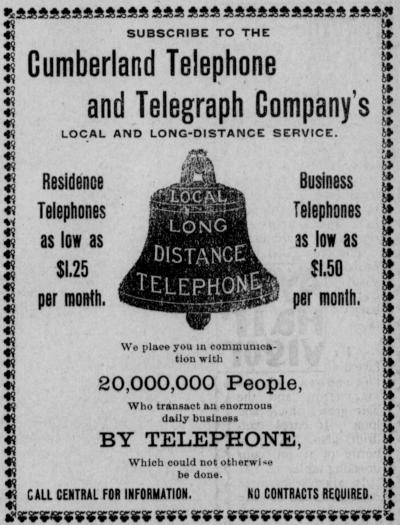 SUBSCRIBE TO THE
Cumberland Telephone
and Telegraph Company's
LOCAL AND LONG-DISTANCE SERVICE.
Residence
Telephones
as low as
$1.25
per month.
LOCAL
LONG
DISTANCE
TELEPHONE
Business
Telephones
as low as
$1.50
per month.
We place you in communica-
tion with
20,000,000 People,
Who transact an enormous
daily business
BY TELEPHONE,
Which could not otherwise
be done.
CALL CENTRAL FOR INFORMATION. NO CONTRACTS REQUIRED.